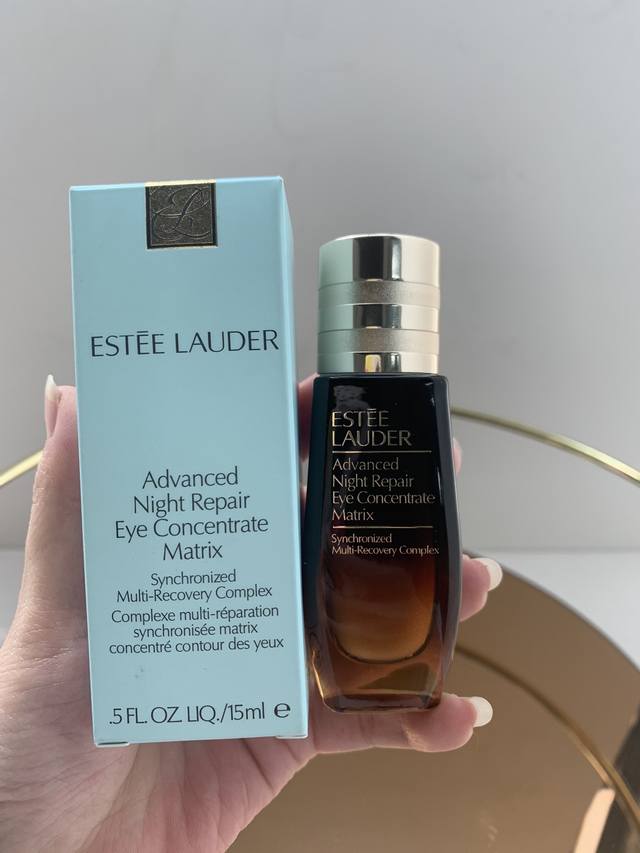 ESTĒE LAUDER
Advanced
Night Repair
Eye Concentrate
Matrix
Synchronized
Multi-Recovery Complex
Complexe multi-réparation
synchronisée matrix
concentré contour des yeux
.5 FL. OZ. LIQ./15ml e
ESTĒE
LAUDER
Advanced
Night Repair
Eye Concentrate
Matrix
Synchronized
Multi-Recovery Complex